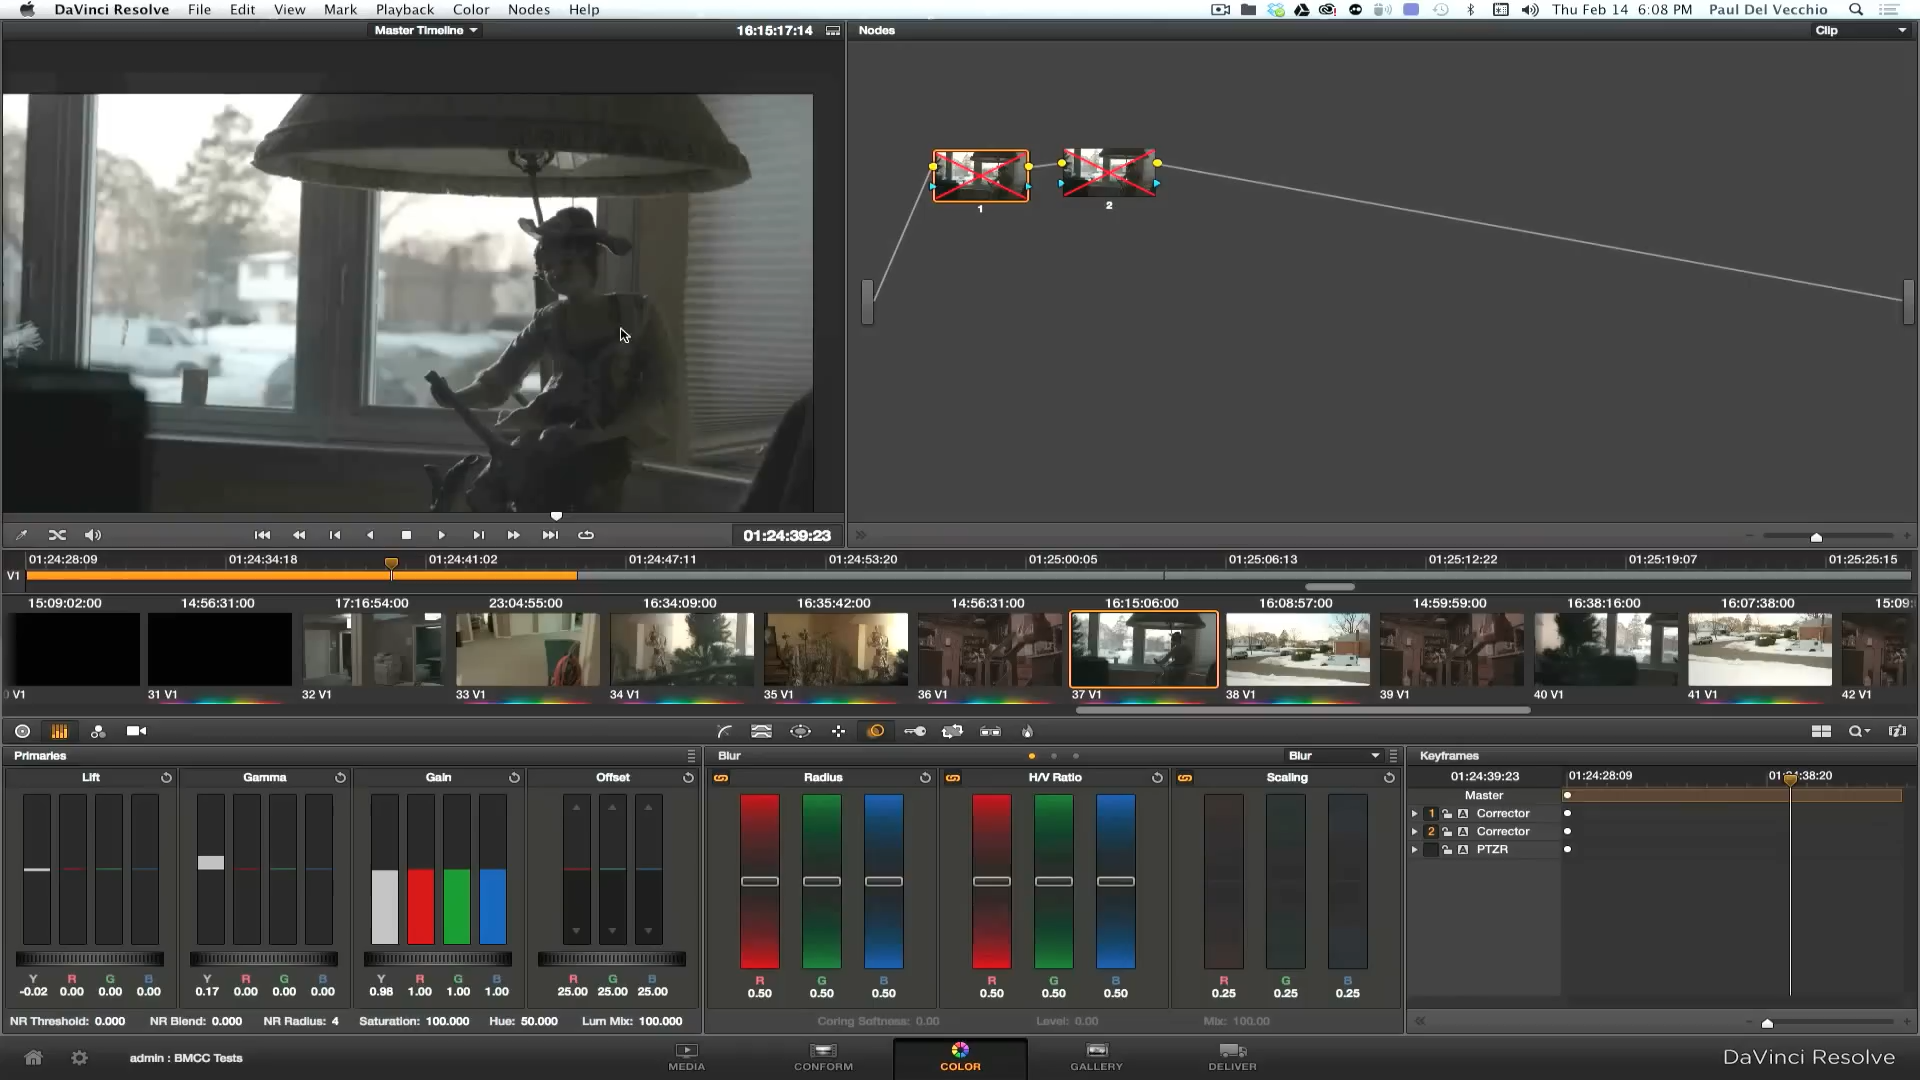 DaVinci Resolve File Edit View Mark Playback Color Nodes Help Thu Feb 14 6:08 PM Paul Del Vecchio
Master Timeline 16:15:17:14 Nodes Clip
1 2
01:24:39:23
01:24:28:09 01:24:34:18 01:24:41:02 01:24:47:11 01:24:53:20 01:25:00:05 01:25:06:13 01:25:12:22 01:25:19:07 01:25:25:15
V1
15:09:02:00 14:56:31:00 17:16:54:00 23:04:55:00 16:34:09:00 16:35:42:00 14:56:31:00 16:15:06:00 16:08:57:00 14:59:59:00 16:38:16:00 16:07:38:00 15:09:
V1 31 V1 32 V1 33 V1 34 V1 35 V1 36 V1 37 V1 38 V1 39 V1 40 V1 41 V1 42 V1
Primaries Blur Blur Keyframes
Lift Gamma Gain Offset Radius H/V Ratio Scaling 01:24:39:23 01:24:28:09
Master
1 A Corrector
2 A Corrector
A PTZR
Y R G B Y R G B Y R G B R G B R G B R G B R G B
-0.02 0.00 0.00 0.00 0.17 0.00 0.00 0.00 0.98 1.00 1.00 1.00 25.00 25.00 25.00 0.50 0.50 0.50 0.50 0.50 0.50 0.25 0.25 0.25
NR Threshold: 0.000 NR Blend: 0.000 NR Radius: 4 Saturation: 100.000 Hue: 50.000 Lum Mix: 100.000 Coring Softness: 0.00 Level: 0.00 Mix: 100.00
admin : BMCC Tests MEDIA CONFORM COLOR GALLERY DELIVER DaVinci Resolve